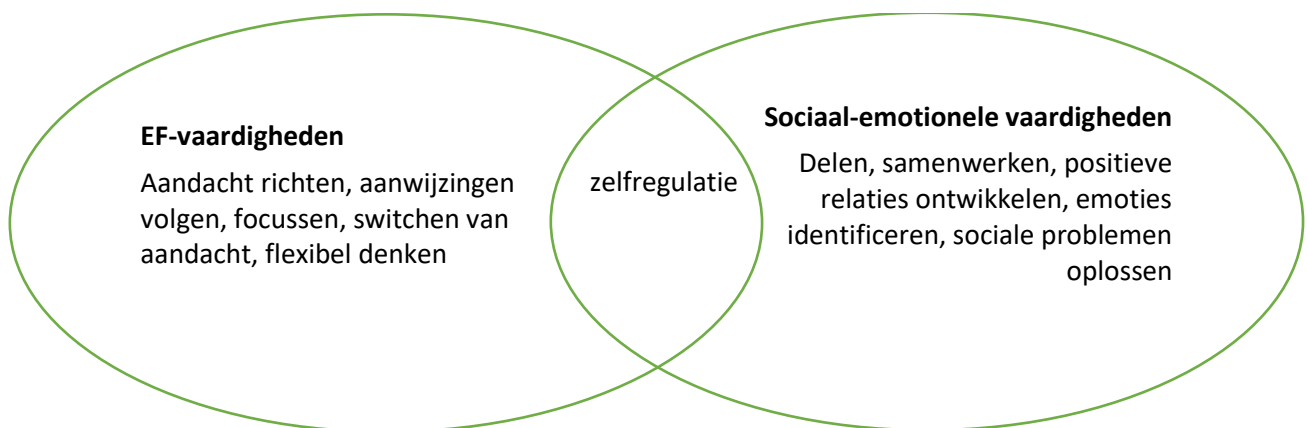 EF-vaardigheden
Aandacht richten, aanwijzingen
volgen, focussen, switchen van
aandacht, flexibel denken
zelfregulatie
Sociaal-emotionele vaardigheden
Delen, samenwerken, positieve
relaties ontwikkelen, emoties
identificeren, sociale problemen
oplossen